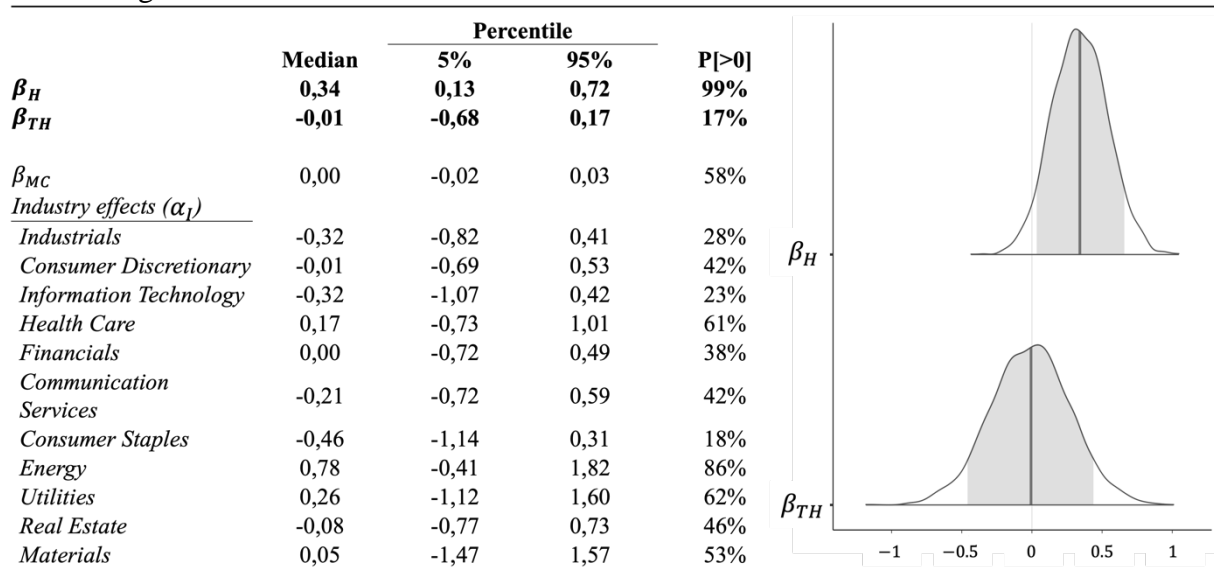 Percentile
Median 5% 95% P[>0]
β_H 0,34 0,13 0,72 99%
β_TH -0,01 -0,68 0,17 17%
β_MC 0,00 -0,02 0,03 58%
Industry effects (α_I)
Industrials -0,32 -0,82 0,41 28%
Consumer Discretionary -0,01 -0,69 0,53 42%
Information Technology -0,32 -1,07 0,42 23%
Health Care 0,17 -0,73 1,01 61%
Financials 0,00 -0,72 0,49 38%
Communication
Services -0,21 -0,72 0,59 42%
Consumer Staples -0,46 -1,14 0,31 18%
Energy 0,78 -0,41 1,82 86%
Utilities 0,26 -1,12 1,60 62%
Real Estate -0,08 -0,77 0,73 46%
Materials 0,05 -1,47 1,57 53%
β_H
β_TH
−1 −0.5 0 0.5 1